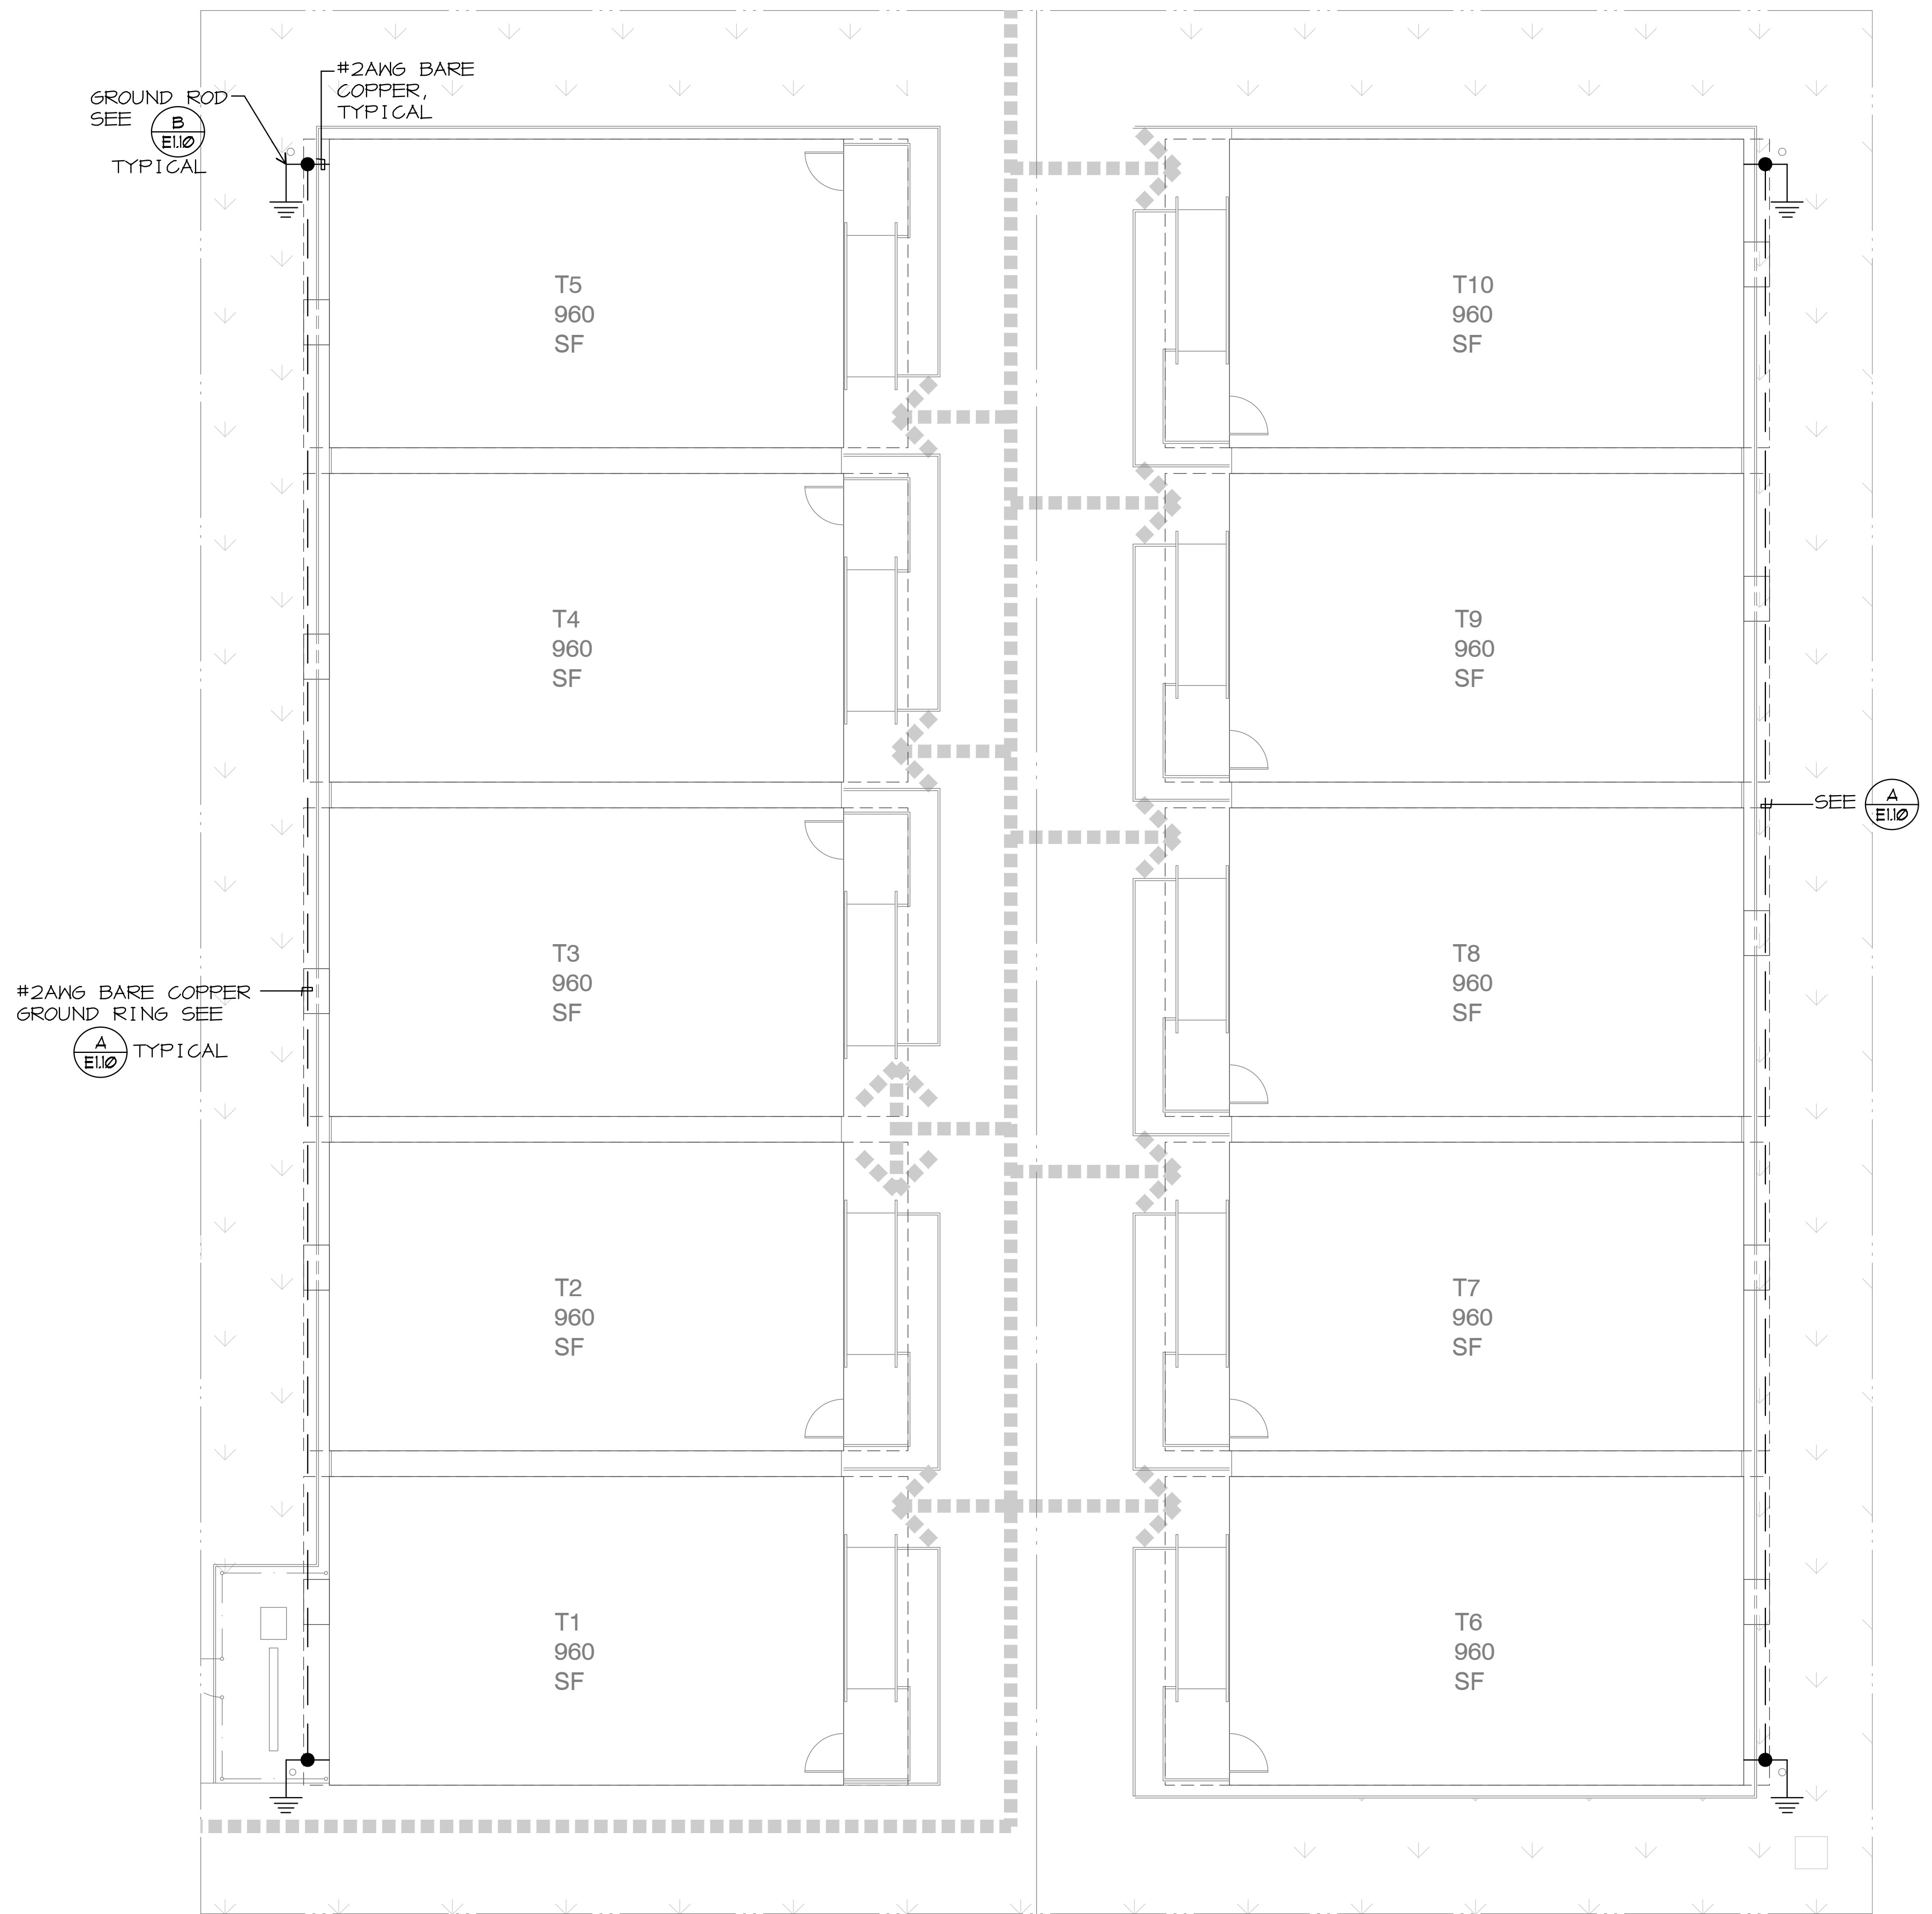 #2AWG BARE
COPPER,
TYPICAL
GROUND ROD
SEE
B
E1.10
TYPICAL
T5
960
SF
T10
960
SF
T4
960
SF
T9
960
SF
SEE
A
E1.10
T3
960
SF
T8
960
SF
#2AWG BARE COPPER
GROUND RING SEE
A
E1.10
TYPICAL
T2
960
SF
T7
960
SF
T1
960
SF
T6
960
SF